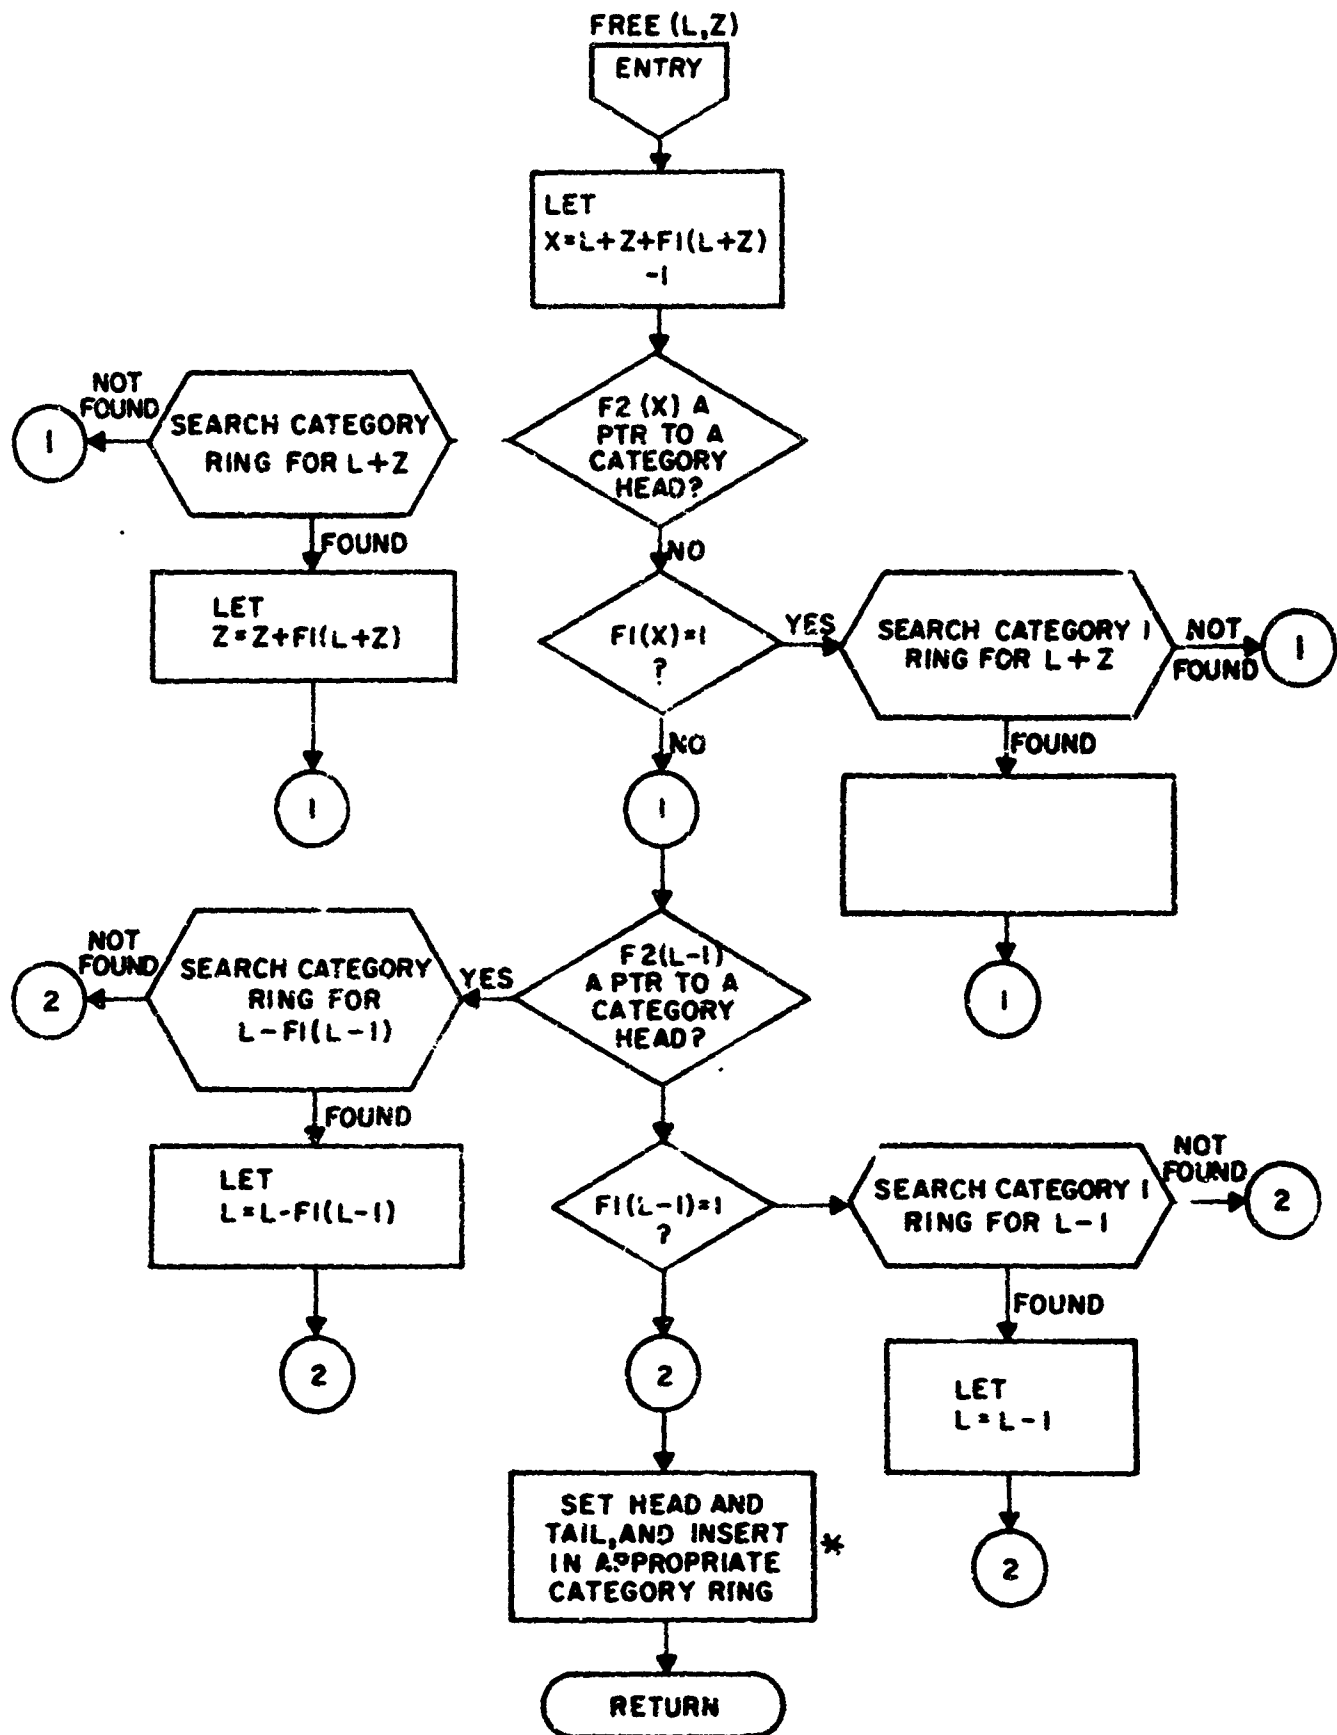 FREE (L,Z)
ENTRY
LET
X=L+Z+F1(L+Z)
-1
F2 (X) A
PTR TO A
CATEGORY
HEAD?
NOT
FOUND
1
SEARCH CATEGORY
RING FOR L+Z
FOUND
LET
Z=Z+F1(L+Z)
1
NO
F1(X)=1
?
YES
SEARCH CATEGORY 1
RING FOR L+Z
NOT
FOUND
1
NO
1
FOUND
1
F2(L-1)
A PTR TO A
CATEGORY
HEAD?
YES
SEARCH CATEGORY
RING FOR
L-F1(L-1)
NOT
FOUND
2
FOUND
LET
L=L-F1(L-1)
2
F1(L-1)=1
?
SEARCH CATEGORY 1
RING FOR L-1
NOT
FOUND
2
FOUND
LET
L=L-1
2
2
SET HEAD AND
TAIL, AND INSERT
IN APPROPRIATE
CATEGORY RING
*
RETURN